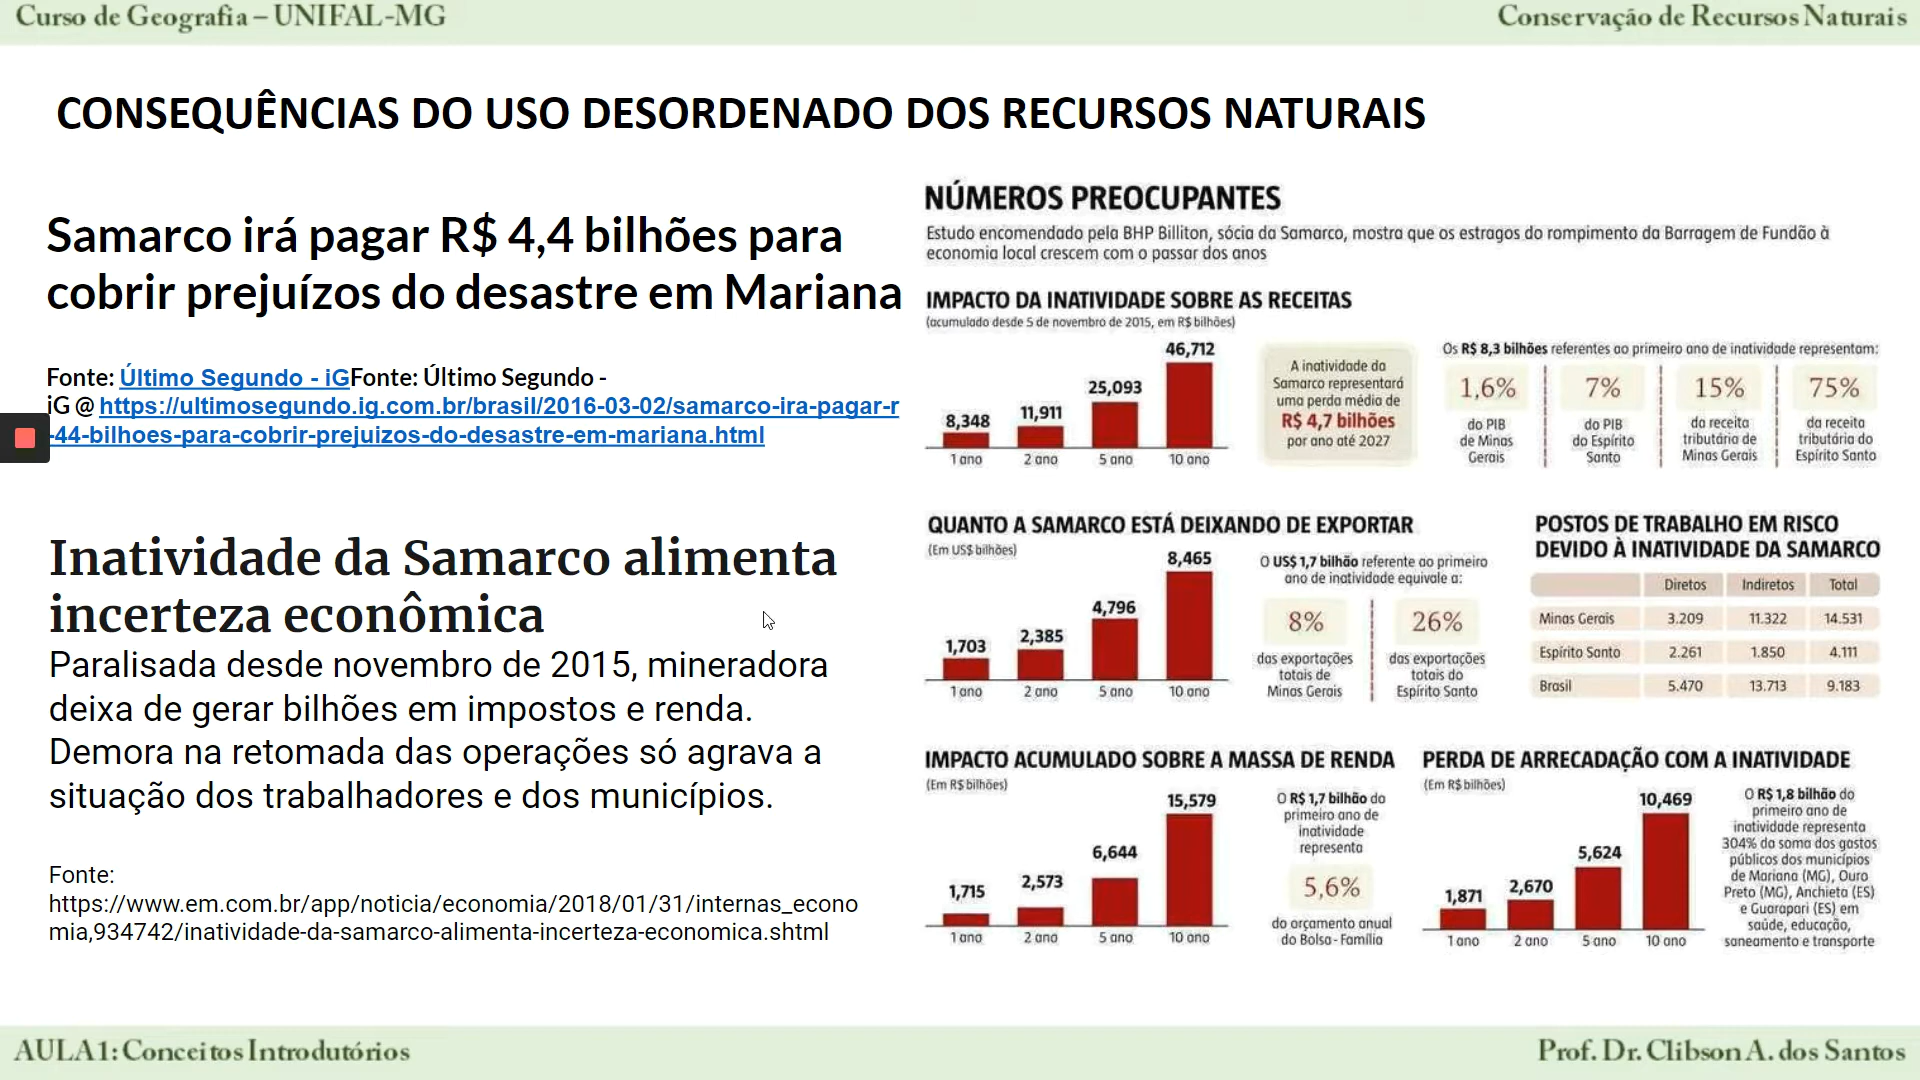 Curso de Geografia – UNIFAL-MG
Conservação de Recursos Naturais
CONSEQUÊNCIAS DO USO DESORDENADO DOS RECURSOS NATURAIS
Samarco irá pagar R$ 4,4 bilhões para
cobrir prejuízos do desastre em Mariana
Fonte: Último Segundo - iGFonte: Último Segundo -
iG @ https://ultimosegundo.ig.com.br/brasil/2016-03-02/samarco-ira-pagar-r
-44-bilhoes-para-cobrir-prejuizos-do-desastre-em-mariana.html
Inatividade da Samarco alimenta
incerteza econômica
Paralisada desde novembro de 2015, mineradora
deixa de gerar bilhões em impostos e renda.
Demora na retomada das operações só agrava a
situação dos trabalhadores e dos municípios.
Fonte:
https://www.em.com.br/app/noticia/economia/2018/01/31/internas_econo
mia,934742/inatividade-da-samarco-alimenta-incerteza-economica.shtml
NÚMEROS PREOCUPANTES
Estudo encomendado pela BHP Billiton, sócia da Samarco, mostra que os estragos do rompimento da Barragem de Fundão à
economia local crescem com o passar dos anos
IMPACTO DA INATIVIDADE SOBRE AS RECEITAS
(acumulado desde 5 de novembro de 2015, em R$ bilhões)
8,348 11,911 25,093 46,712
1 ano 2 ano 5 ano 10 ano
A inatividade da
Samarco representará
uma perda média de
R$ 4,7 bilhões
por ano até 2027
Os R$ 8,3 bilhões referentes ao primeiro ano de inatividade representam:
1,6%
do PIB
de Minas
Gerais
7%
do PIB
do Espírito
Santo
15%
da receita
tributária de
Minas Gerais
75%
da receita
tributária do
Espírito Santo
QUANTO A SAMARCO ESTÁ DEIXANDO DE EXPORTAR
(Em US$ bilhões)
1,703 2,385 4,796 8,465
1 ano 2 ano 5 ano 10 ano
O US$ 1,7 bilhão referente ao primeiro
ano de inatividade equivale a:
8%
das exportações
totais de
Minas Gerais
26%
das exportações
totais do
Espírito Santo
POSTOS DE TRABALHO EM RISCO
DEVIDO À INATIVIDADE DA SAMARCO
Diretos Indiretos Total
Minas Gerais 3.209 11.322 14.531
Espírito Santo 2.261 1.850 4.111
Brasil 5.470 13.713 9.183
IMPACTO ACUMULADO SOBRE A MASSA DE RENDA
(Em R$ bilhões)
1,715 2,573 6,644 15,579
1 ano 2 ano 5 ano 10 ano
O R$ 1,7 bilhão do
primeiro ano de
inatividade
representa
5,6%
do orçamento anual
do Bolsa-Família
PERDA DE ARRECADAÇÃO COM A INATIVIDADE
(Em R$ bilhões)
1,871 2,670 5,624 10,469
1 ano 2 ano 5 ano 10 ano
O R$ 1,8 bilhão do
primeiro ano de
inatividade representa
304% da soma dos gastos
públicos dos municípios
de Mariana (MG), Ouro
Preto (MG), Anchieta (ES)
e Guarapari (ES) em
saúde, educação,
saneamento e transporte
AULA1: Conceitos Introdutórios
Prof. Dr. Clibson A. dos Santos